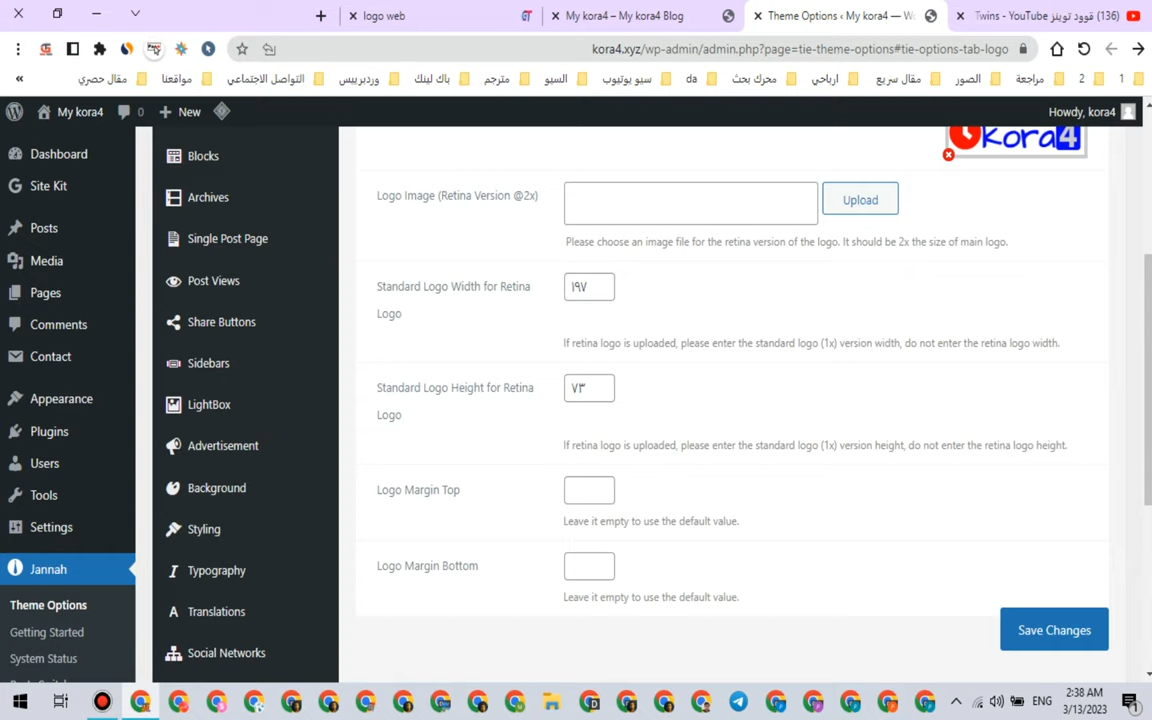 logo web
My kora4 – My kora4 Blog
Theme Options ‹ My kora4 — Wo
(136) قوود توينز Twins - YouTube
kora4.xyz/wp-admin/admin.php?page=tie-theme-options#tie-options-tab-logo
«
مقال حصري
مواقعنا
التواصل الاجتماعي
وردبرييس
باك لينك
مترجم
السيو
سيو يوتيوب
da
محرك بحث
ارباحي
مقال سريع
الصور
مراجعة
2
1
My kora4
0
New
Howdy, kora4
Dashboard
Site Kit
Posts
Media
Pages
Comments
Contact
Appearance
Plugins
Users
Tools
Settings
Jannah
Theme Options
Getting Started
System Status
Blocks
Archives
Single Post Page
Post Views
Share Buttons
Sidebars
LightBox
Advertisement
Background
Styling
Typography
Translations
Social Networks
kora4
Logo Image (Retina Version @2x)
Upload
Please choose an image file for the retina version of the logo. It should be 2x the size of main logo.
Standard Logo Width for Retina
Logo
١٩٧
If retina logo is uploaded, please enter the standard logo (1x) version width, do not enter the retina logo width.
Standard Logo Height for Retina
Logo
٧٣
If retina logo is uploaded, please enter the standard logo (1x) version height, do not enter the retina logo height.
Logo Margin Top
Leave it empty to use the default value.
Logo Margin Bottom
Leave it empty to use the default value.
Save Changes
ENG
2:38 AM
3/13/2023
1